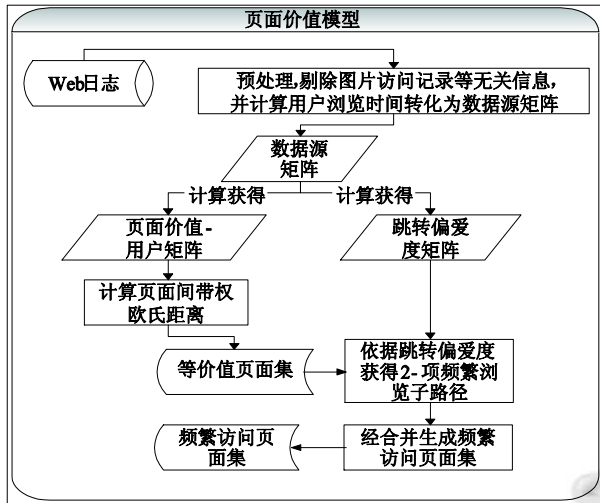 页面价值模型
Web日志
预处理,剔除图片访问记录等无关信息,
并计算用户浏览时间转化为数据源矩阵
数据源
矩阵
计算获得
计算获得
页面价值-
用户矩阵
跳转偏爱
度矩阵
计算页面间带权
欧氏距离
等价值页面集
依据跳转偏爱度
获得2-项频繁浏
览子路径
频繁访问页
面集
经合并生成频繁
访问页面集